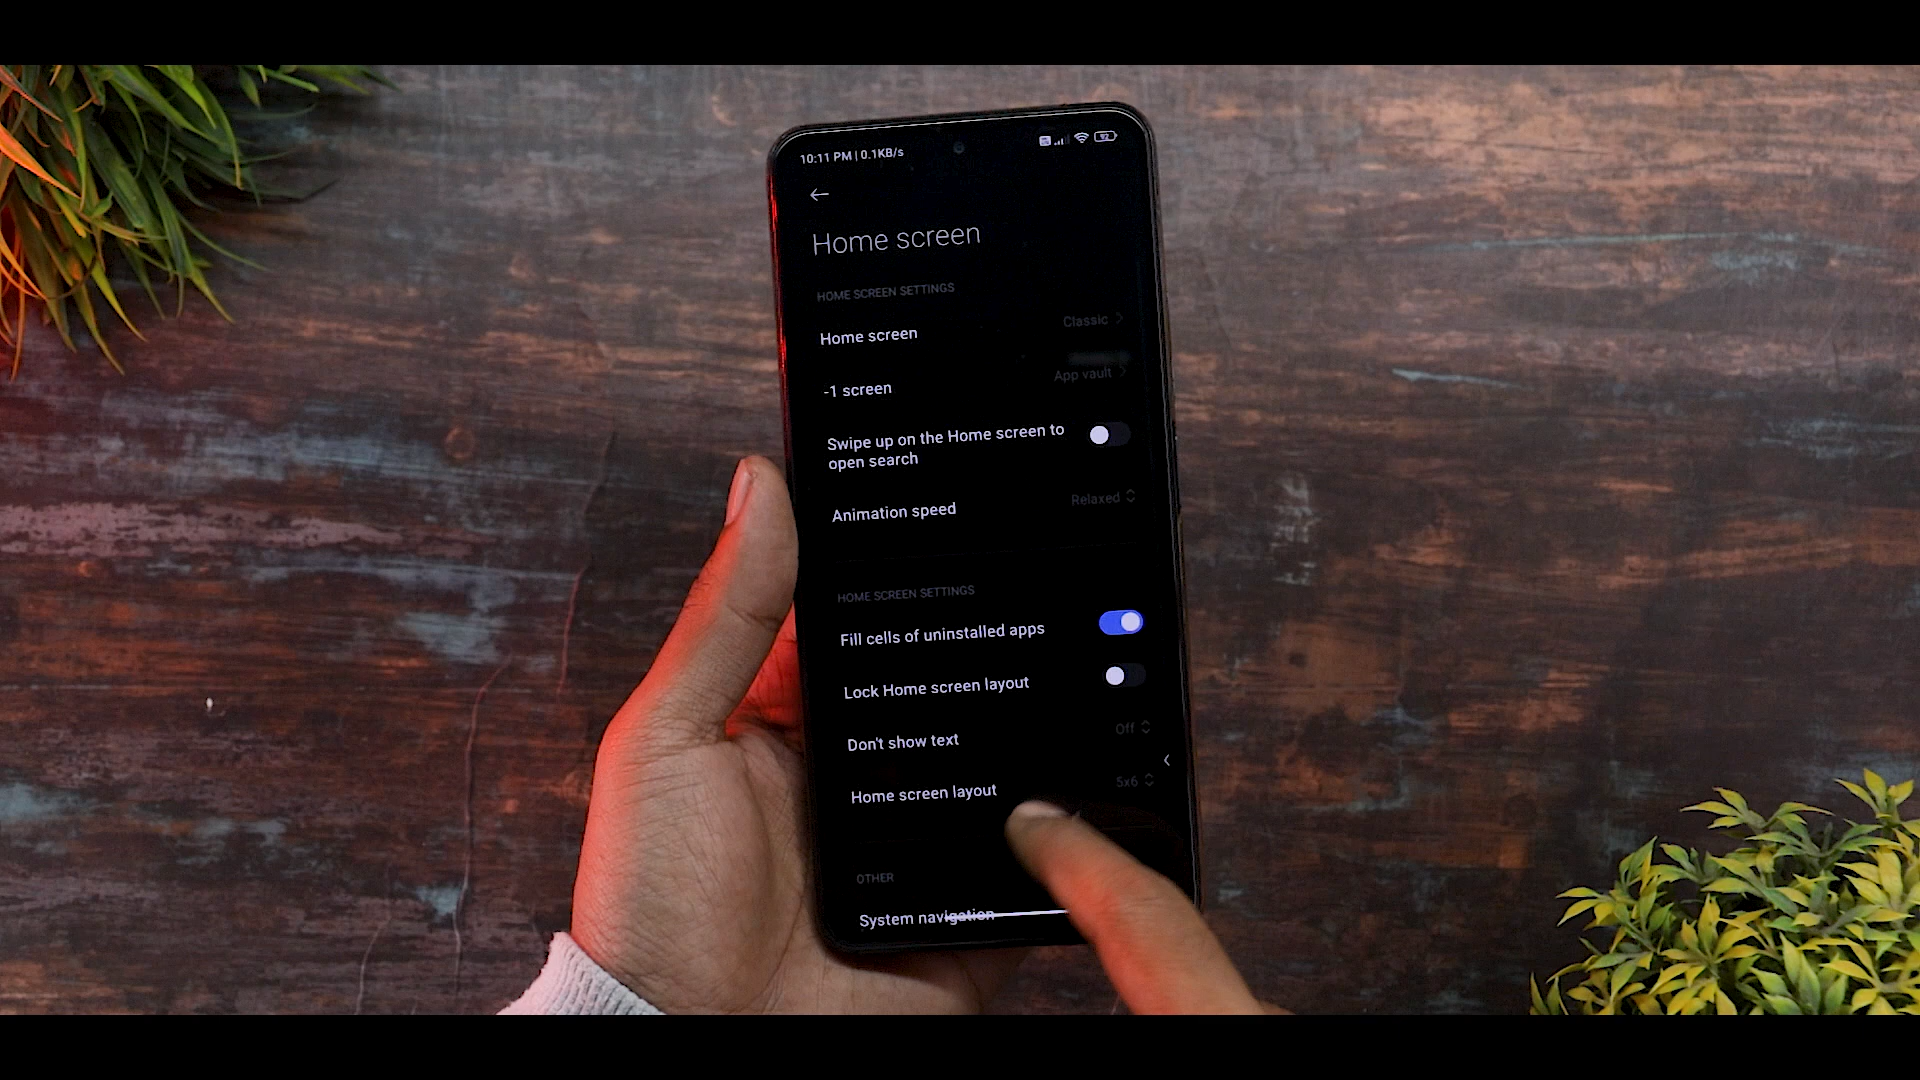 10:11 PM | 0.1KB/s
92
Home screen
HOME SCREEN SETTINGS
Home screen
Classic
-1 screen
App vault
Swipe up on the Home screen to
open search
Animation speed
Relaxed
HOME SCREEN SETTINGS
Fill cells of uninstalled apps
Lock Home screen layout
Don't show text
Off
Home screen layout
5x6
OTHER
System navigation